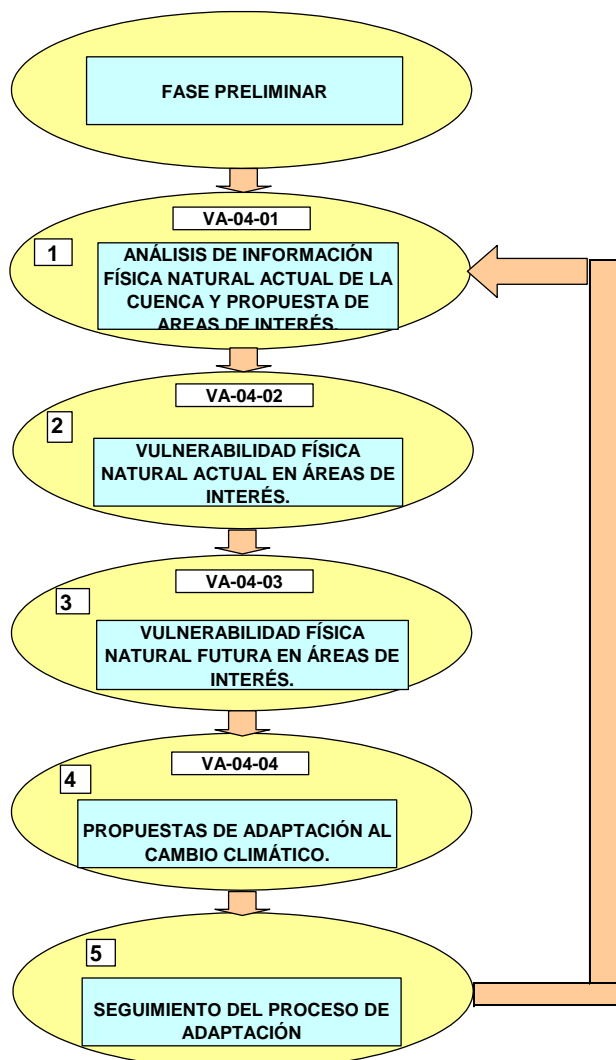 FASE PRELIMINAR
VA-04-01
1
ANÁLISIS DE INFORMACIÓN
FÍSICA NATURAL ACTUAL DE LA
CUENCA Y PROPUESTA DE
AREAS DE INTERÉS.
VA-04-02
2
VULNERABILIDAD FÍSICA
NATURAL ACTUAL EN ÁREAS DE
INTERÉS.
VA-04-03
3
VULNERABILIDAD FÍSICA
NATURAL FUTURA EN ÁREAS DE
INTERÉS.
VA-04-04
4
PROPUESTAS DE ADAPTACIÓN AL
CAMBIO CLIMÁTICO.
5
SEGUIMIENTO DEL PROCESO DE
ADAPTACIÓN